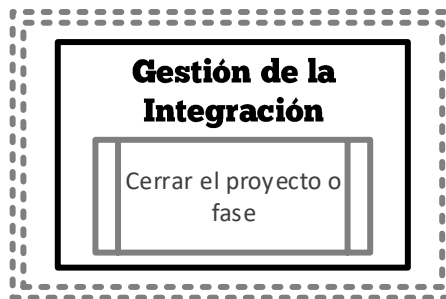 Gestión de la
Integración
Cerrar el proyecto o
fase